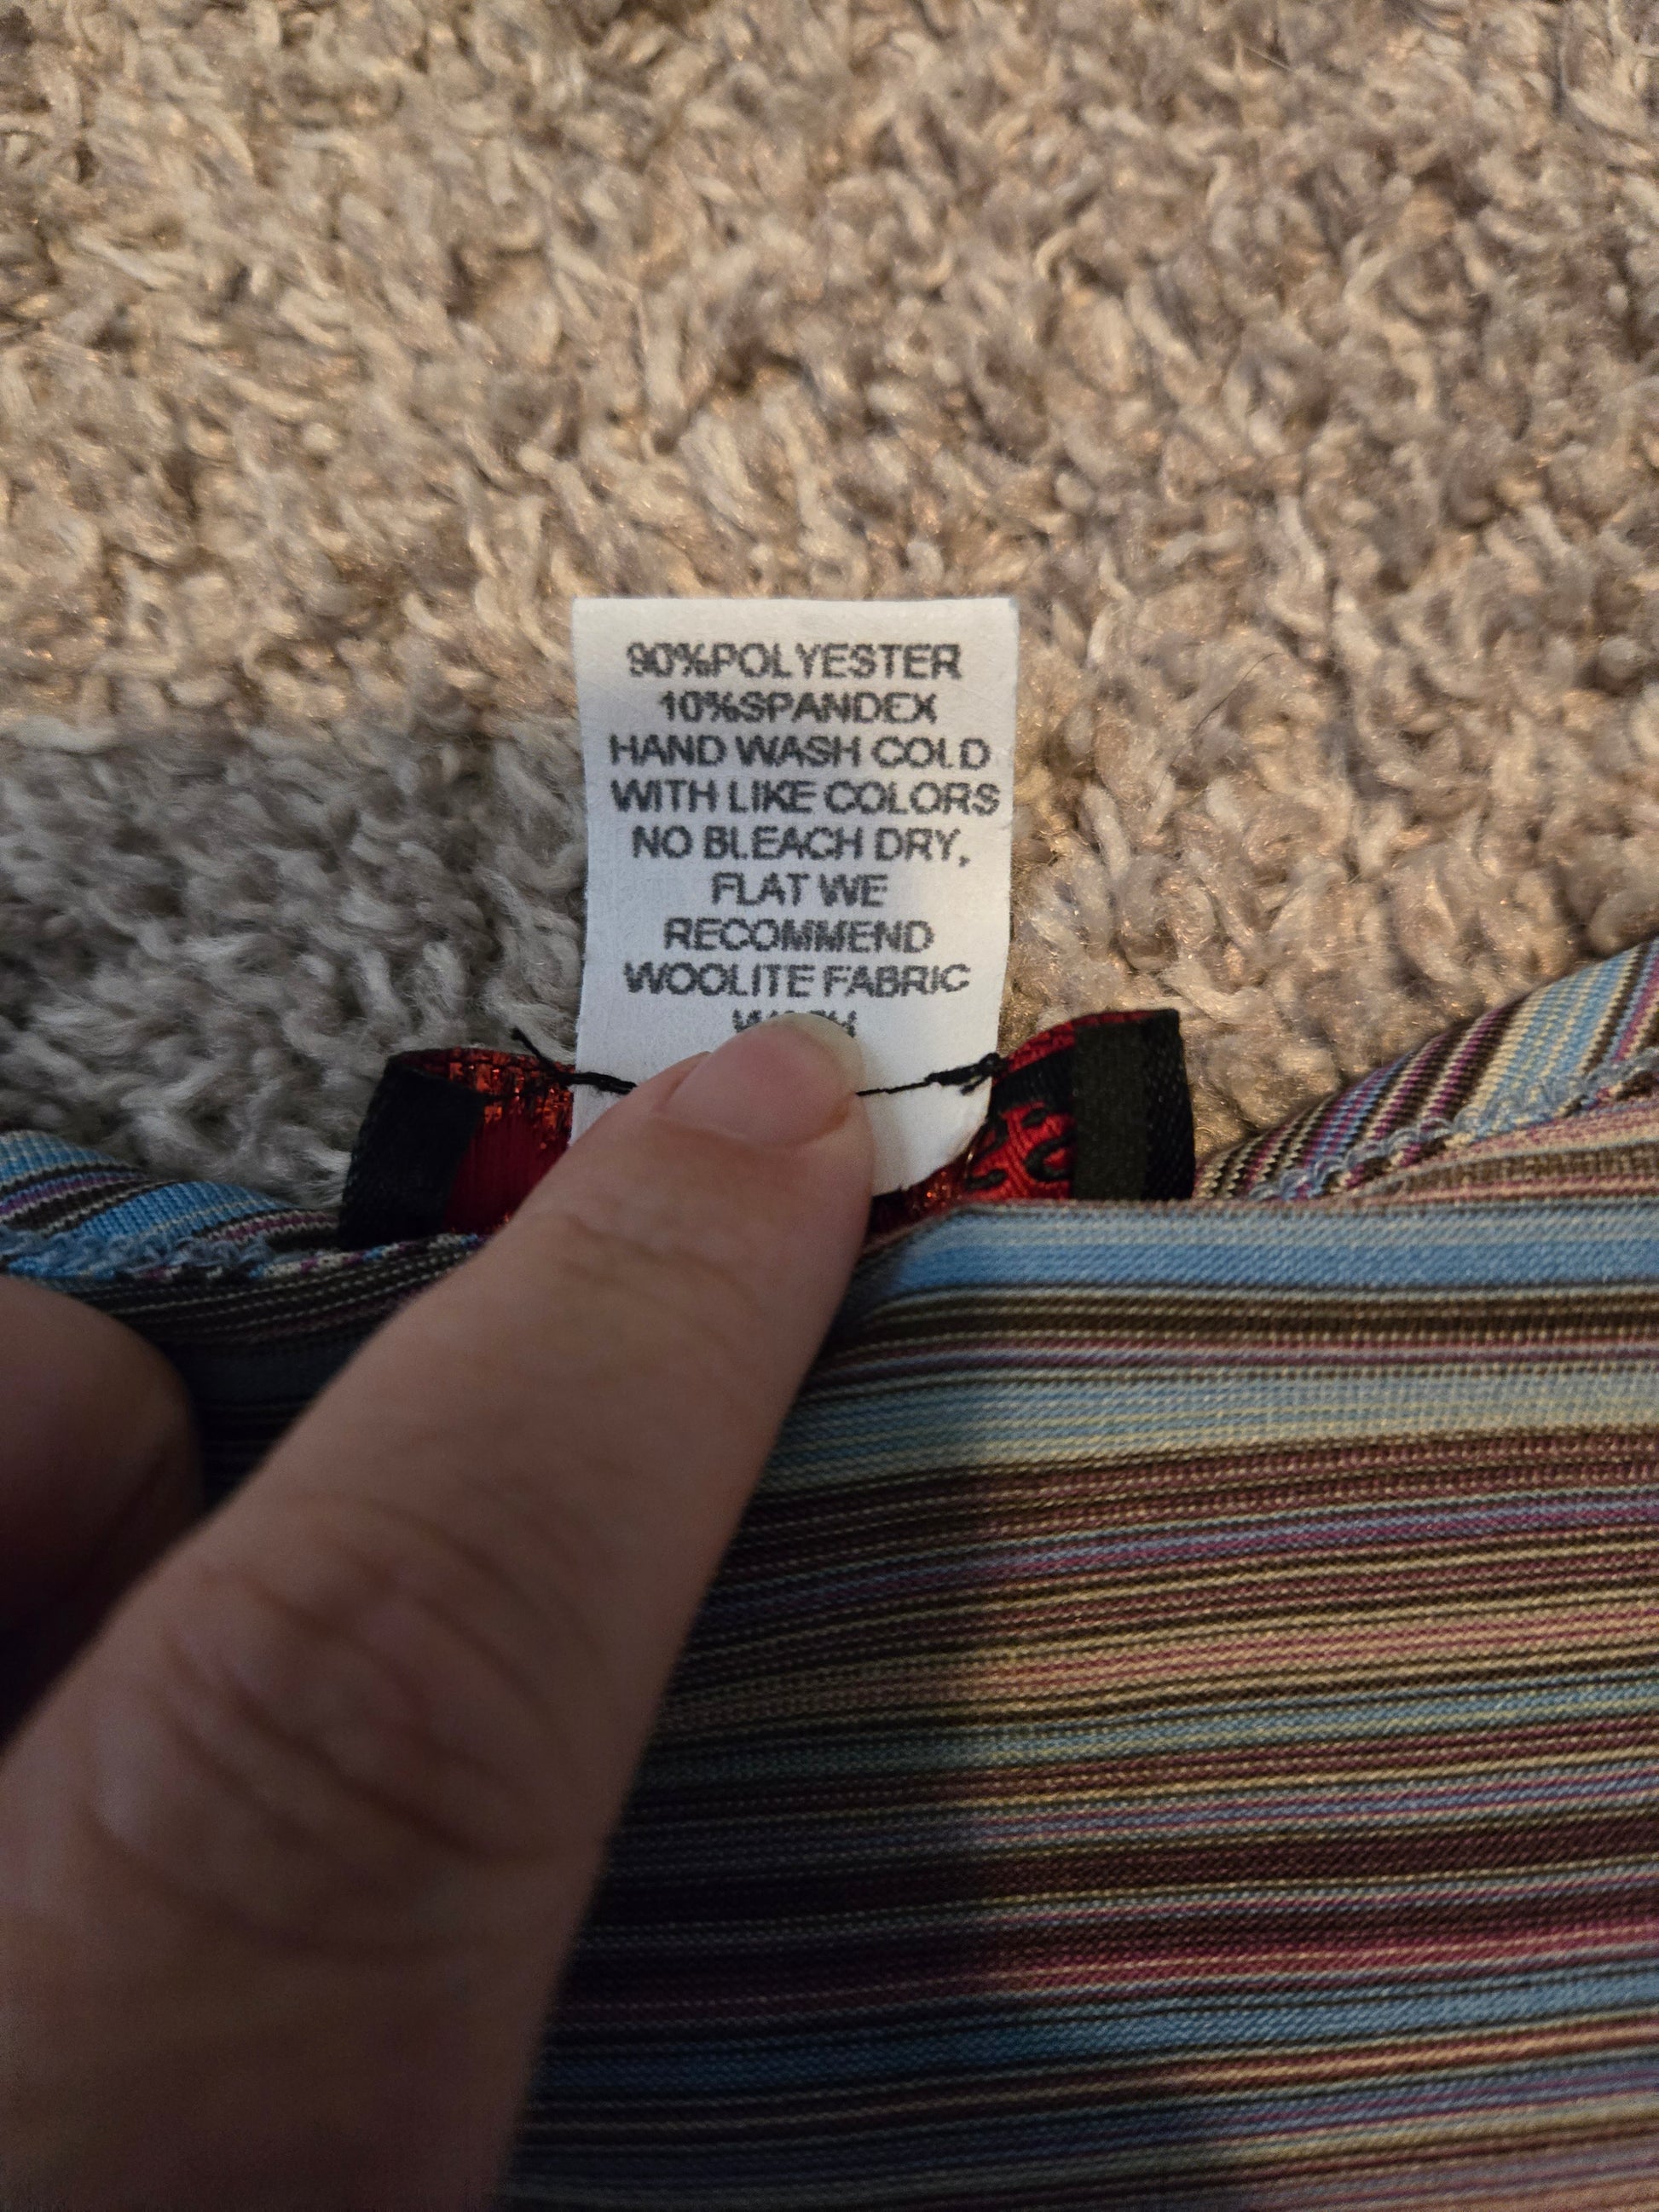 90%POLYESTER
10%SPANDEX
HAND WASH COLD
WITH LIKE COLORS
NO BLEACH DRY,
FLAT WE
RECOMMEND
WOOLITE FABRIC